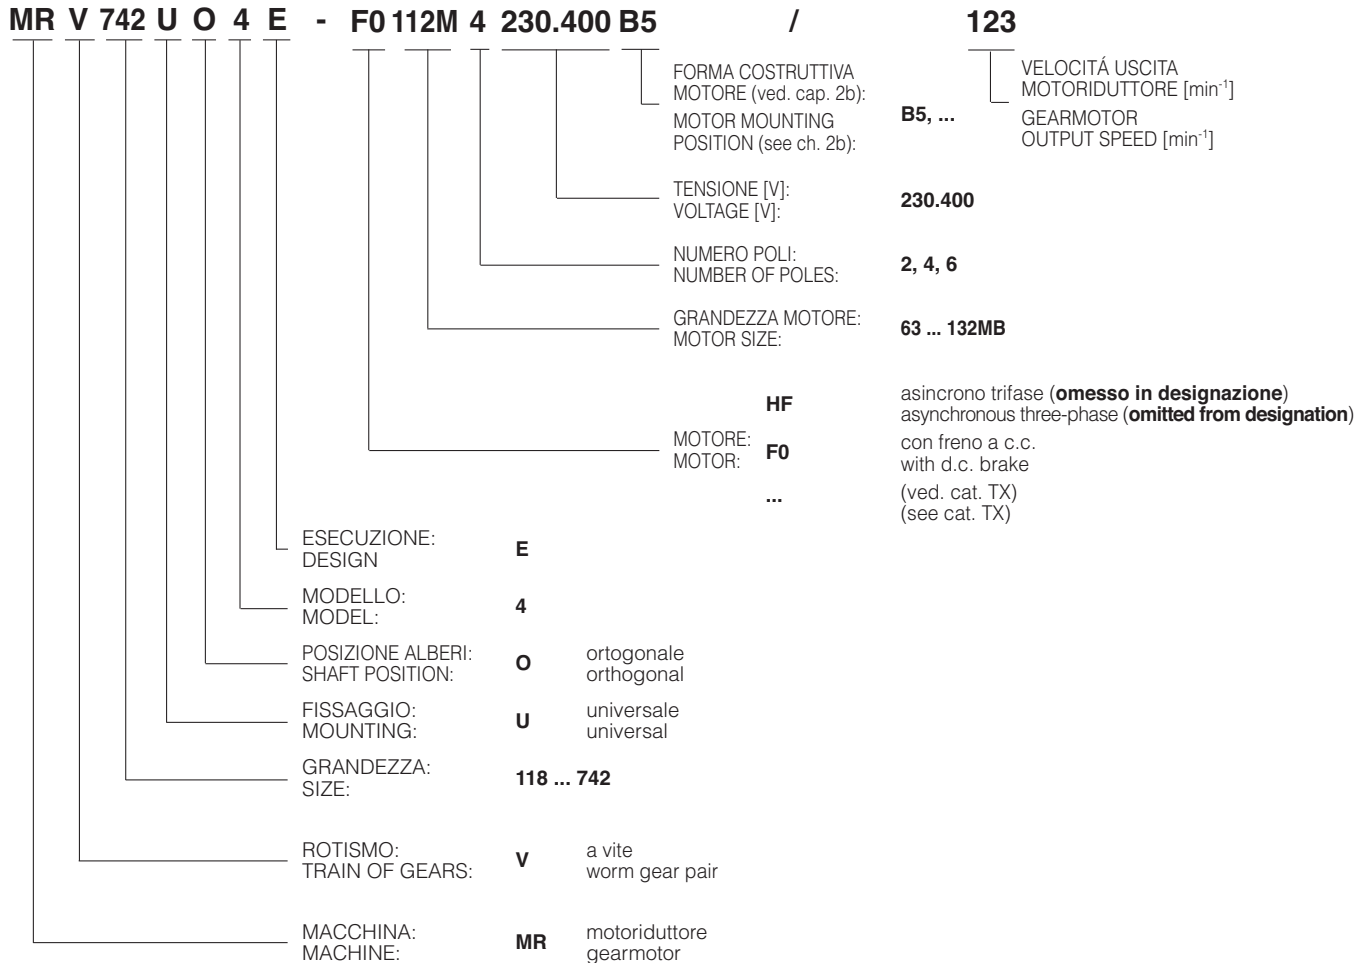 MR V 742 U O 4 E - F0 112M 4 230.400 B5 / 123
FORMA COSTRUTTIVA
MOTORE (ved. cap. 2b):
MOTOR MOUNTING
POSITION (see ch. 2b):
B5, ...
VELOCITÁ USCITA
MOTORIDUTTORE [min-1]
GEARMOTOR
OUTPUT SPEED [min-1]
TENSIONE [V]:
VOLTAGE [V]:
230.400
NUMERO POLI:
NUMBER OF POLES:
2, 4, 6
GRANDEZZA MOTORE:
MOTOR SIZE:
63 ... 132MB
MOTORE:
MOTOR:
HF
asincrono trifase (omesso in designazione)
asynchronous three-phase (omitted from designation)
F0
con freno a c.c.
with d.c. brake
...
(ved. cat. TX)
(see cat. TX)
ESECUZIONE:
DESIGN
E
MODELLO:
MODEL:
4
POSIZIONE ALBERI:
SHAFT POSITION:
O
ortogonale
orthogonal
FISSAGGIO:
MOUNTING:
U
universale
universal
GRANDEZZA:
SIZE:
118 ... 742
ROTISMO:
TRAIN OF GEARS:
V
a vite
worm gear pair
MACCHINA:
MACHINE:
MR
motoriduttore
gearmotor